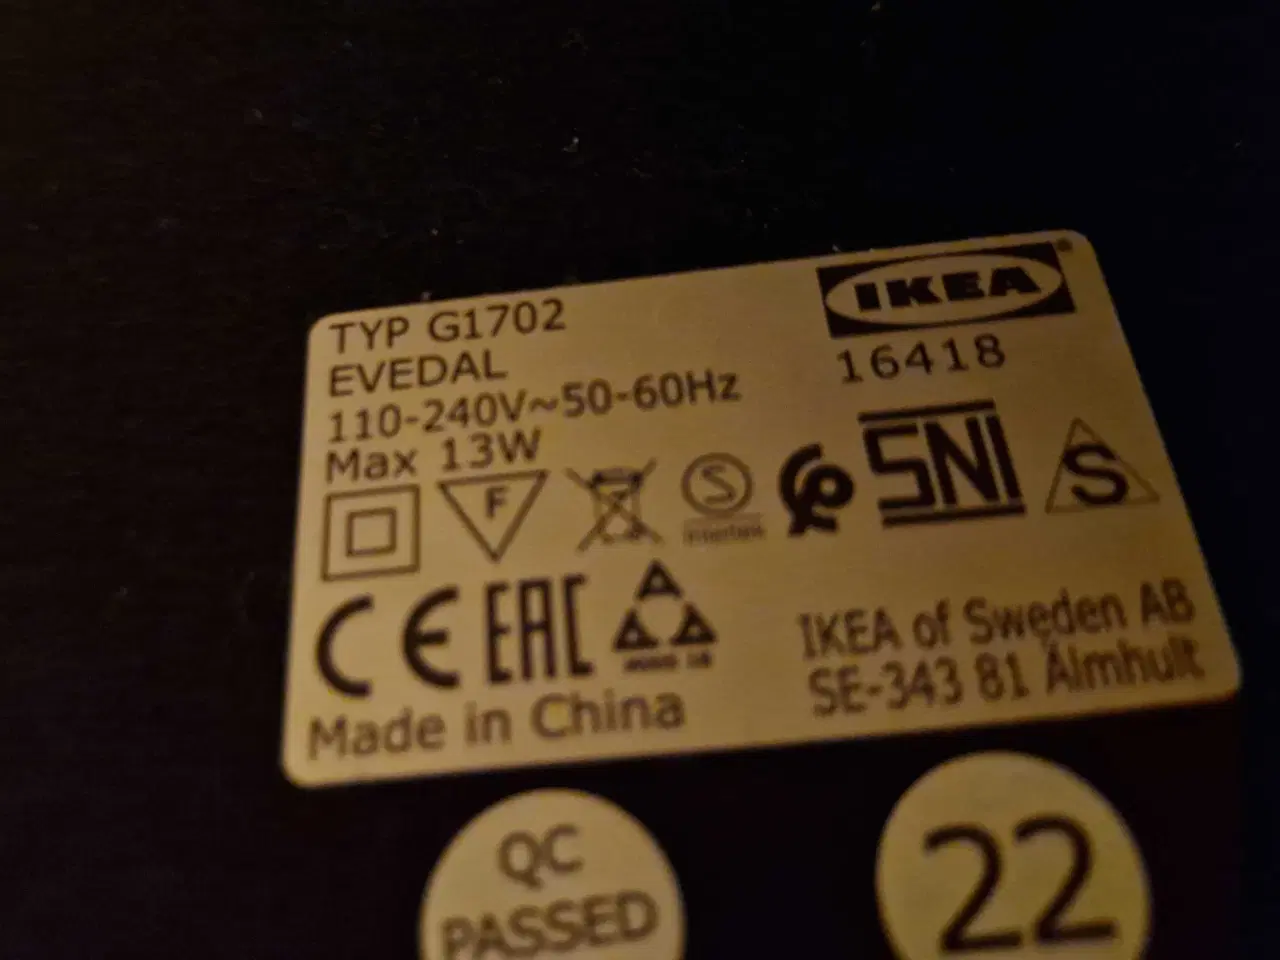 TYP G1702
EVEDAL
110-240V~50-60Hz
Max 13W
IKEA®
16418
F
S
Intertek
SNI
S
CE EAC
Made in China
IKEA of Sweden AB
SE-343 81 Älmhult
QC
PASSED
22